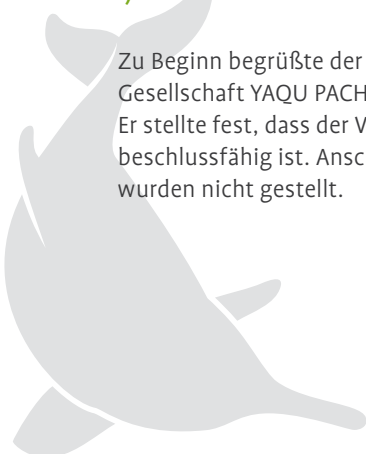 Zu Beginn begrüßte der
Gesellschaft YAQU PACH
Er stellte fest, dass der V
beschlussfähig ist. Ansc
wurden nicht gestellt.